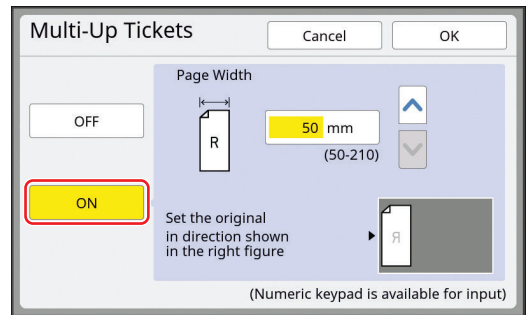 Multi-Up Tickets
Cancel
OK
Page Width
OFF
R
50 mm
(50-210)
ON
Set the original
in direction shown
in the right figure
R
(Numeric keypad is available for input)